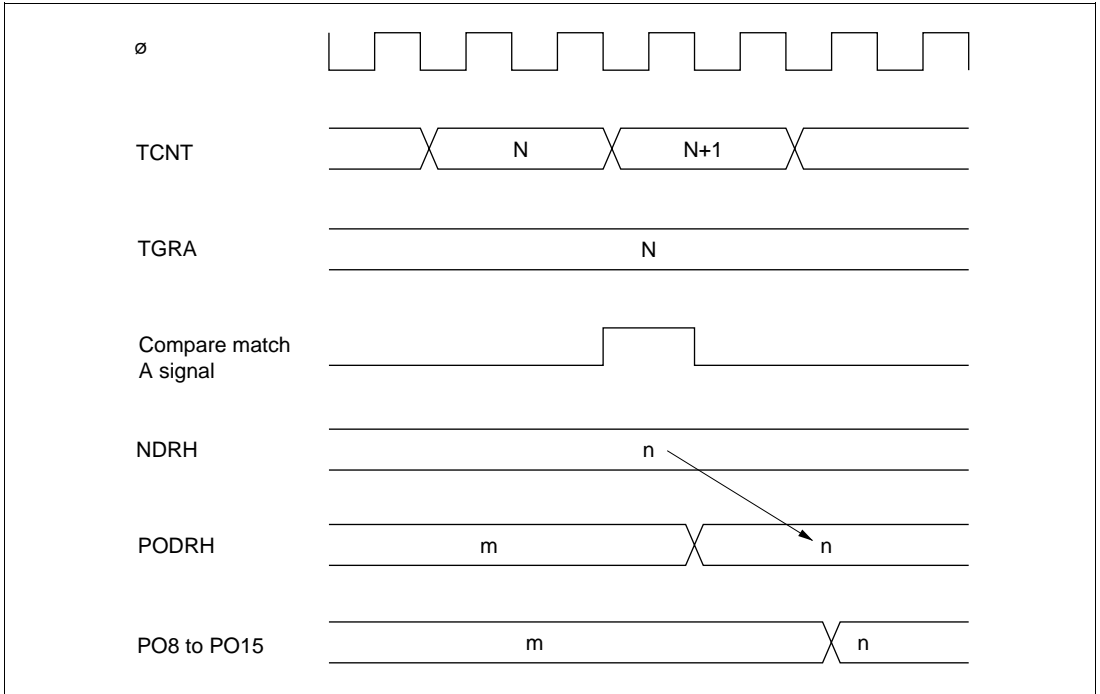 ø
TCNT
N
N+1
TGRA
N
Compare match
A signal
NDRH
n
PODRH
m
n
PO8 to PO15
m
n